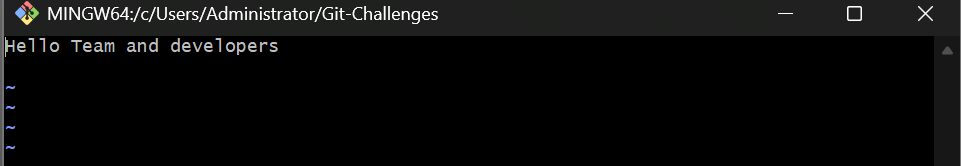 MINGW64:/c/Users/Administrator/Git-Challenges
Hello Team and developers
~
~
~
~